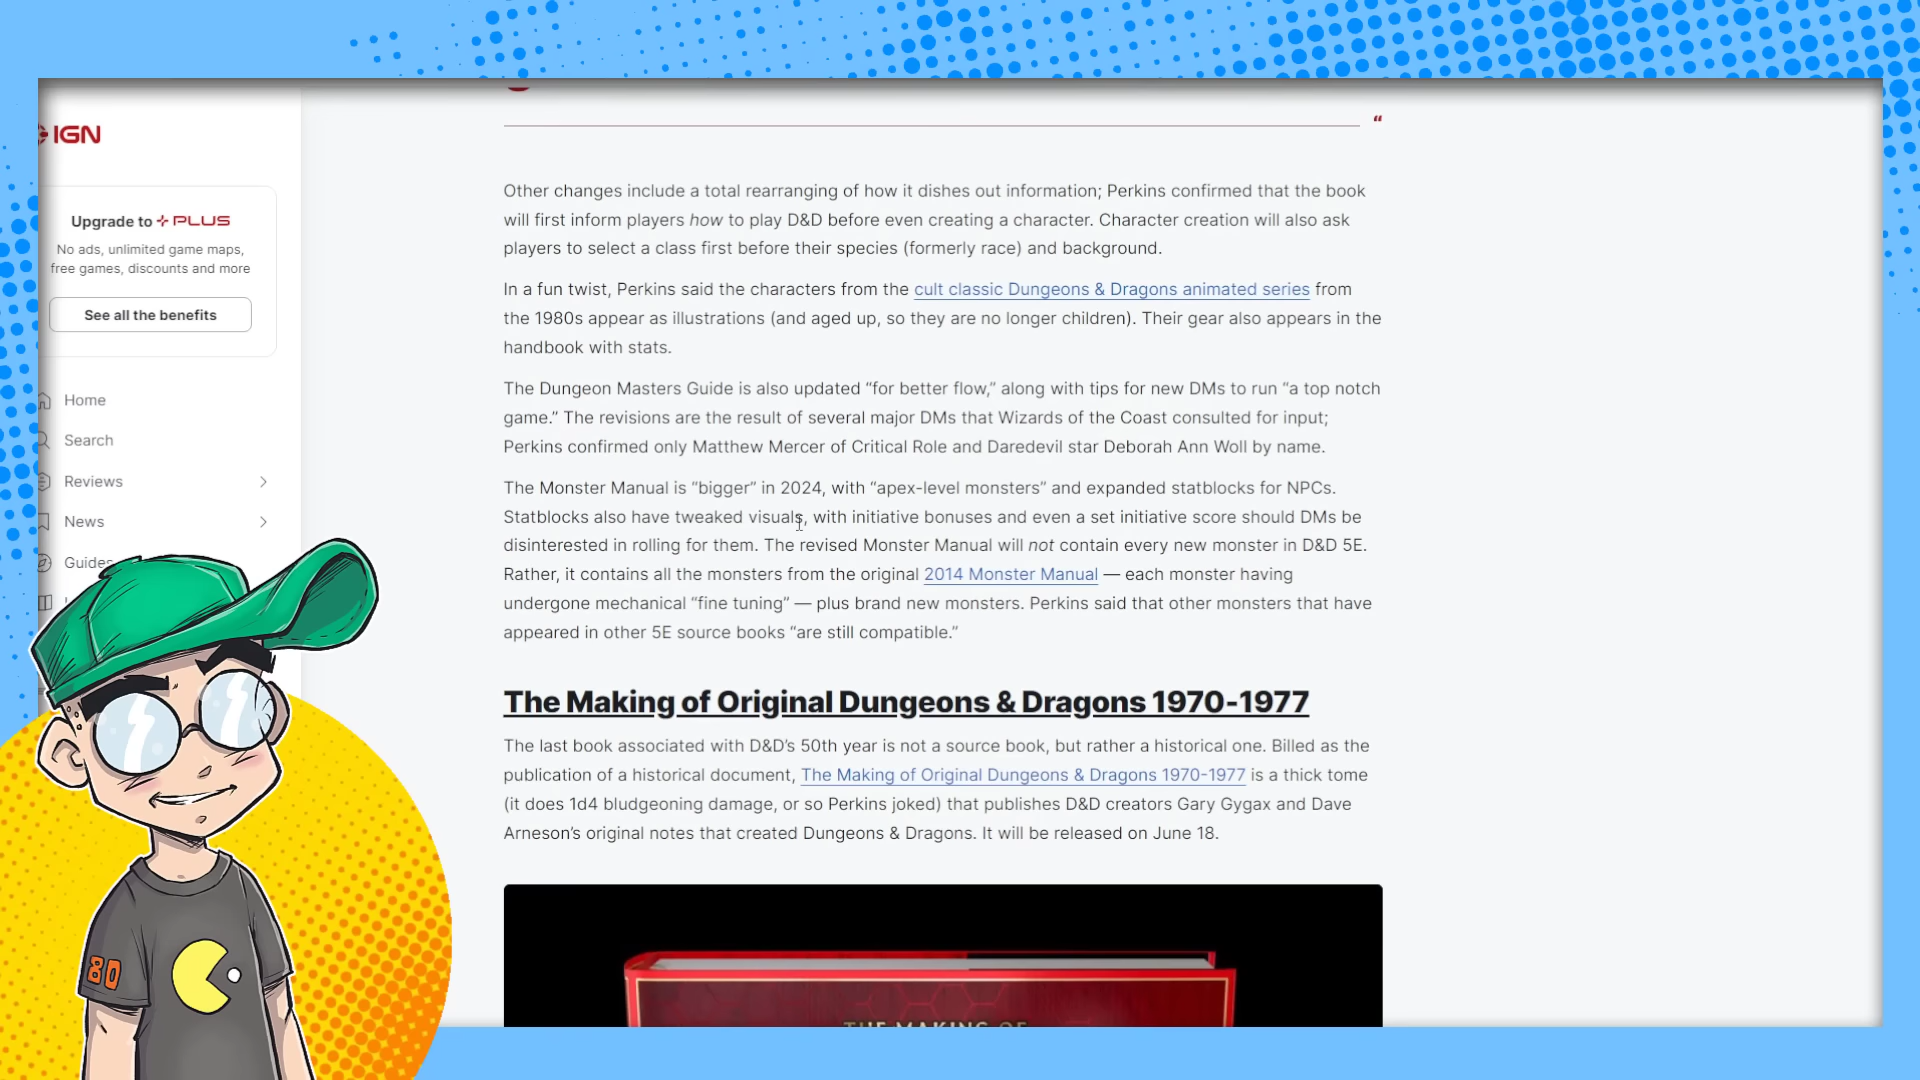 IGN
Upgrade to PLUS
No ads, unlimited game maps,
free games, discounts and more
See all the benefits
Home
Search
Reviews
News
Guides
“
Other changes include a total rearranging of how it dishes out information; Perkins confirmed that the book
will first inform players how to play D&D before even creating a character. Character creation will also ask
players to select a class first before their species (formerly race) and background.
In a fun twist, Perkins said the characters from the cult classic Dungeons & Dragons animated series from
the 1980s appear as illustrations (and aged up, so they are no longer children). Their gear also appears in the
handbook with stats.
The Dungeon Masters Guide is also updated “for better flow,” along with tips for new DMs to run “a top notch
game.” The revisions are the result of several major DMs that Wizards of the Coast consulted for input;
Perkins confirmed only Matthew Mercer of Critical Role and Daredevil star Deborah Ann Woll by name.
The Monster Manual is “bigger” in 2024, with “apex-level monsters” and expanded statblocks for NPCs.
Statblocks also have tweaked visuals, with initiative bonuses and even a set initiative score should DMs be
disinterested in rolling for them. The revised Monster Manual will not contain every new monster in D&D 5E.
Rather, it contains all the monsters from the original 2014 Monster Manual — each monster having
undergone mechanical “fine tuning” — plus brand new monsters. Perkins said that other monsters that have
appeared in other 5E source books “are still compatible.”
The Making of Original Dungeons & Dragons 1970-1977
The last book associated with D&D’s 50th year is not a source book, but rather a historical one. Billed as the
publication of a historical document, The Making of Original Dungeons & Dragons 1970-1977 is a thick tome
(it does 1d4 bludgeoning damage, or so Perkins joked) that publishes D&D creators Gary Gygax and Dave
Arneson’s original notes that created Dungeons & Dragons. It will be released on June 18.
THE MAKING OF
80